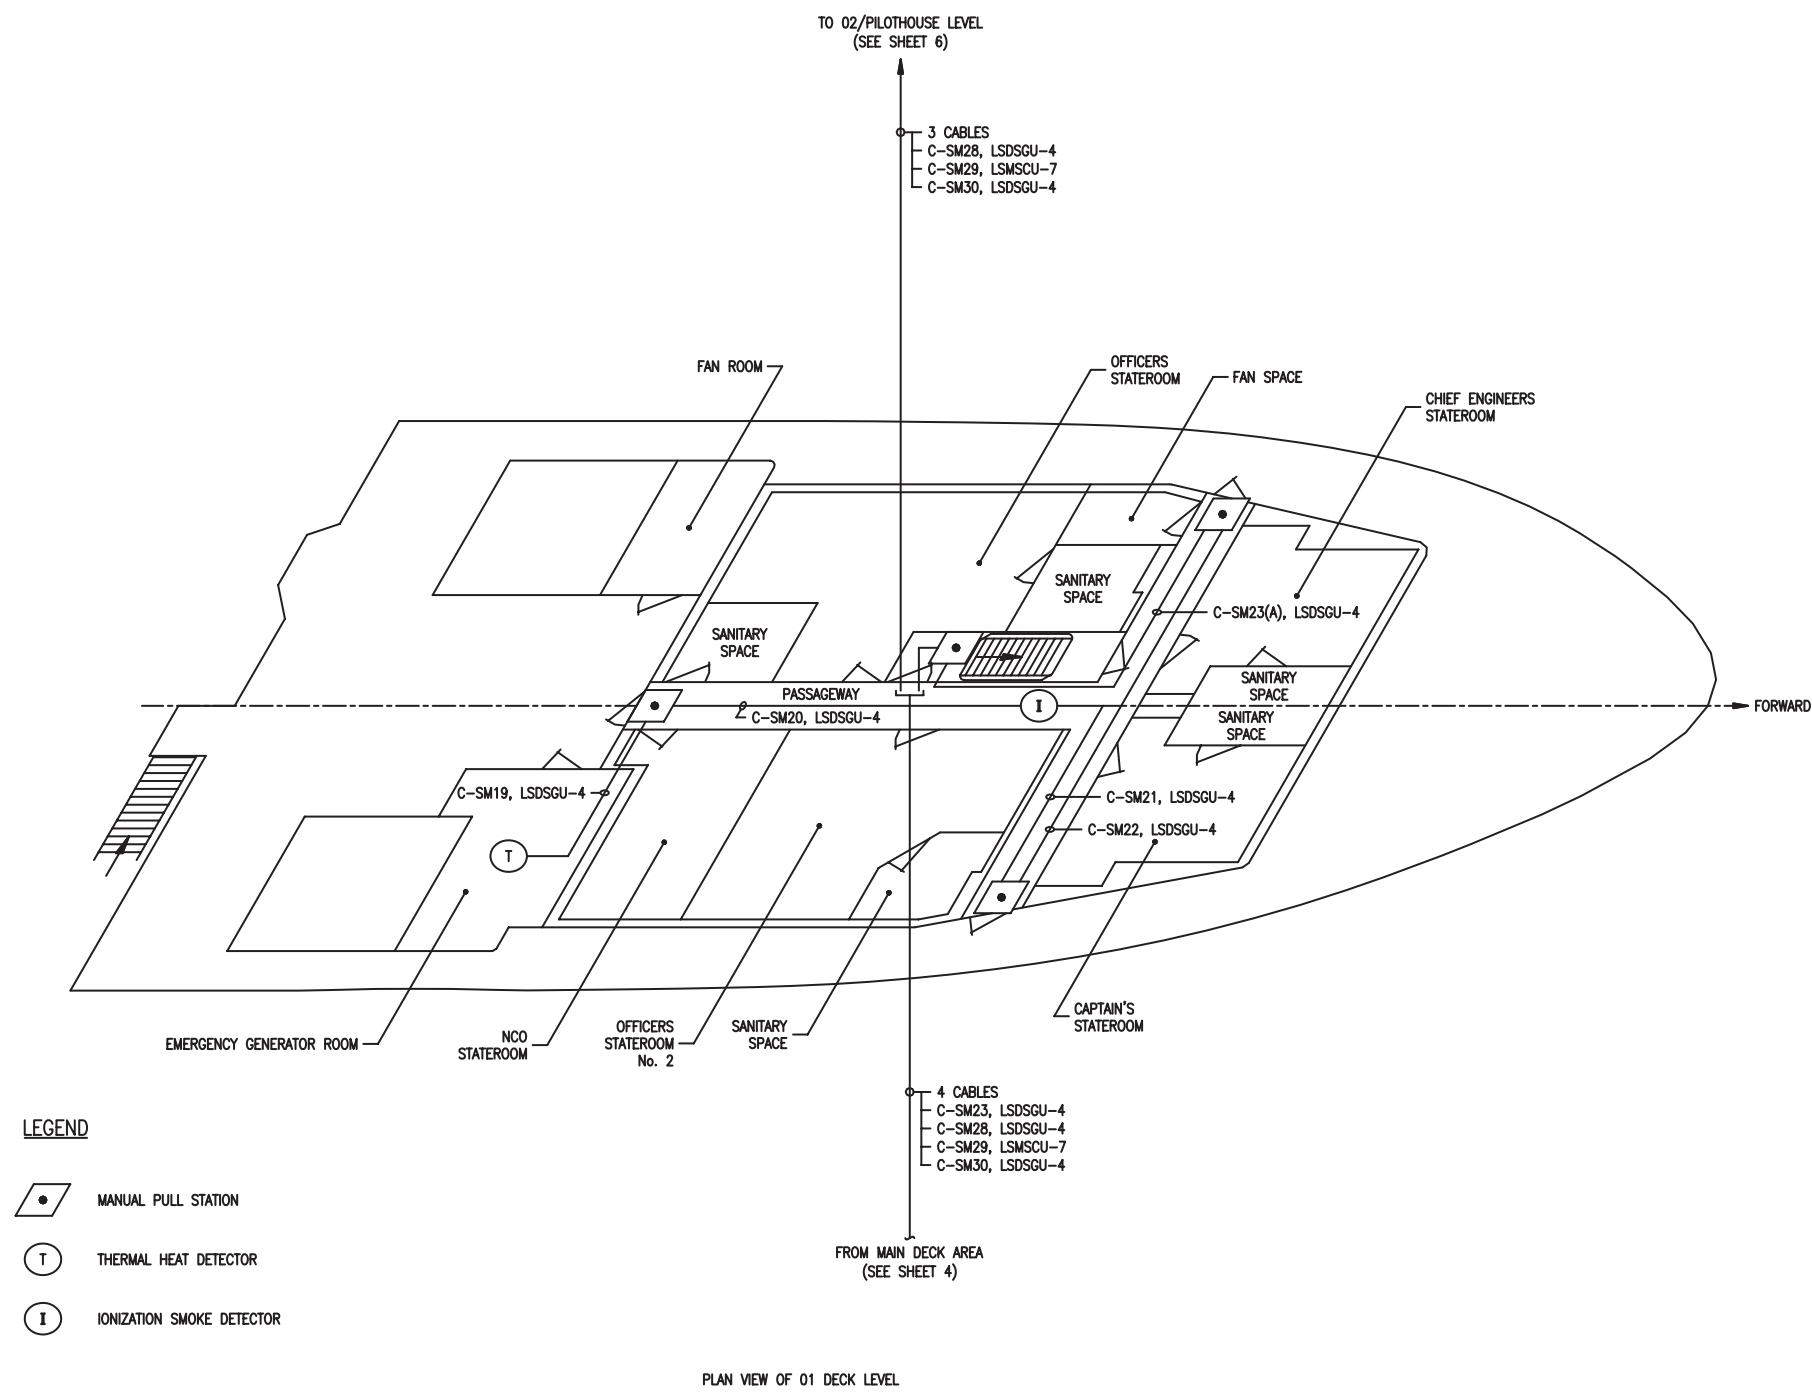 TO 02/PILOTHOUSE LEVEL
(SEE SHEET 6)
3 CABLES
C-SM28, LSDSGU-4
C-SM29, LSMSCU-7
C-SM30, LSDSGU-4
FAN ROOM
OFFICERS
STATEROOM
FAN SPACE
CHIEF ENGINEERS
STATEROOM
SANITARY
SPACE
C-SM23(A), LSDSGU-4
SANITARY
SPACE
SANITARY
SPACE
PASSAGEWAY
I
FORWARD
C-SM20, LSDSGU-4
SANITARY
SPACE
C-SM19, LSDSGU-4
C-SM21, LSDSGU-4
C-SM22, LSDSGU-4
T
CAPTAIN'S
STATEROOM
EMERGENCY GENERATOR ROOM
NCO
STATEROOM
OFFICERS
STATEROOM
No. 2
SANITARY
SPACE
4 CABLES
C-SM23, LSDSGU-4
C-SM28, LSDSGU-4
C-SM29, LSMSCU-7
C-SM30, LSDSGU-4
LEGEND
MANUAL PULL STATION
T THERMAL HEAT DETECTOR
I IONIZATION SMOKE DETECTOR
FROM MAIN DECK AREA
(SEE SHEET 4)
PLAN VIEW OF 01 DECK LEVEL